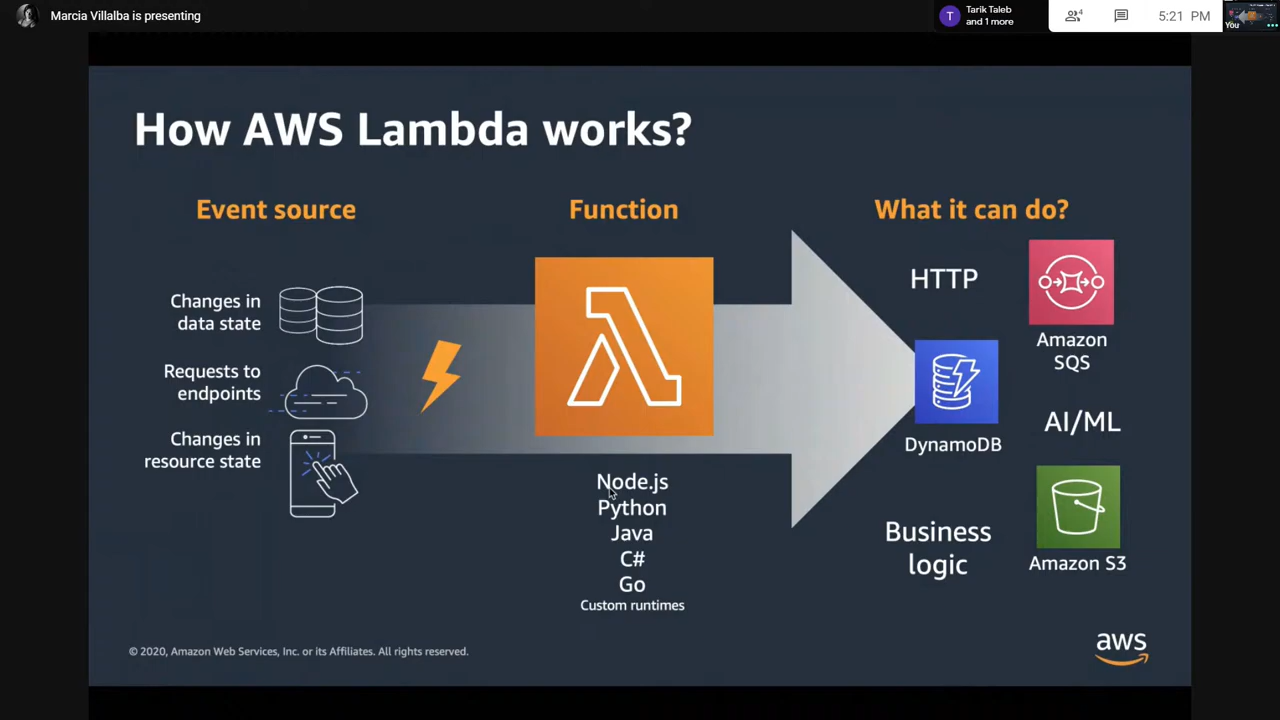 Marcia Villalba is presenting
Tarik Taleb
and 1 more
4
5:21 PM
You
How AWS Lambda works?
Event source
Function
What it can do?
Changes in
data state
Requests to
endpoints
Changes in
resource state
Node.js
Python
Java
C#
Go
Custom runtimes
HTTP
Amazon
SQS
DynamoDB
AI/ML
Business
logic
Amazon S3
© 2020, Amazon Web Services, Inc. or its Affiliates. All rights reserved.
aws
T